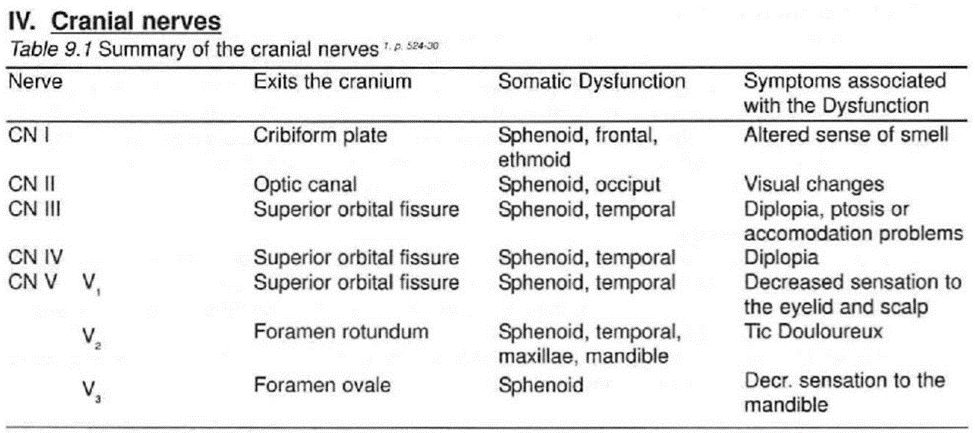 IV. Cranial nerves
Table 9.1 Summary of the cranial nerves 1, p. 524-30
Nerve Exits the cranium Somatic Dysfunction Symptoms associated
with the Dysfunction
CN I Cribiform plate Sphenoid, frontal, Altered sense of smell
ethmoid
CN II Optic canal Sphenoid, occiput Visual changes
CN III Superior orbital fissure Sphenoid, temporal Diplopia, ptosis or
accomodation problems
CN IV Superior orbital fissure Sphenoid, temporal Diplopia
CN V V1 Superior orbital fissure Sphenoid, temporal Decreased sensation to
the eyelid and scalp
V2 Foramen rotundum Sphenoid, temporal, Tic Douloureux
maxillae, mandible
V3 Foramen ovale Sphenoid Decr. sensation to the
mandible